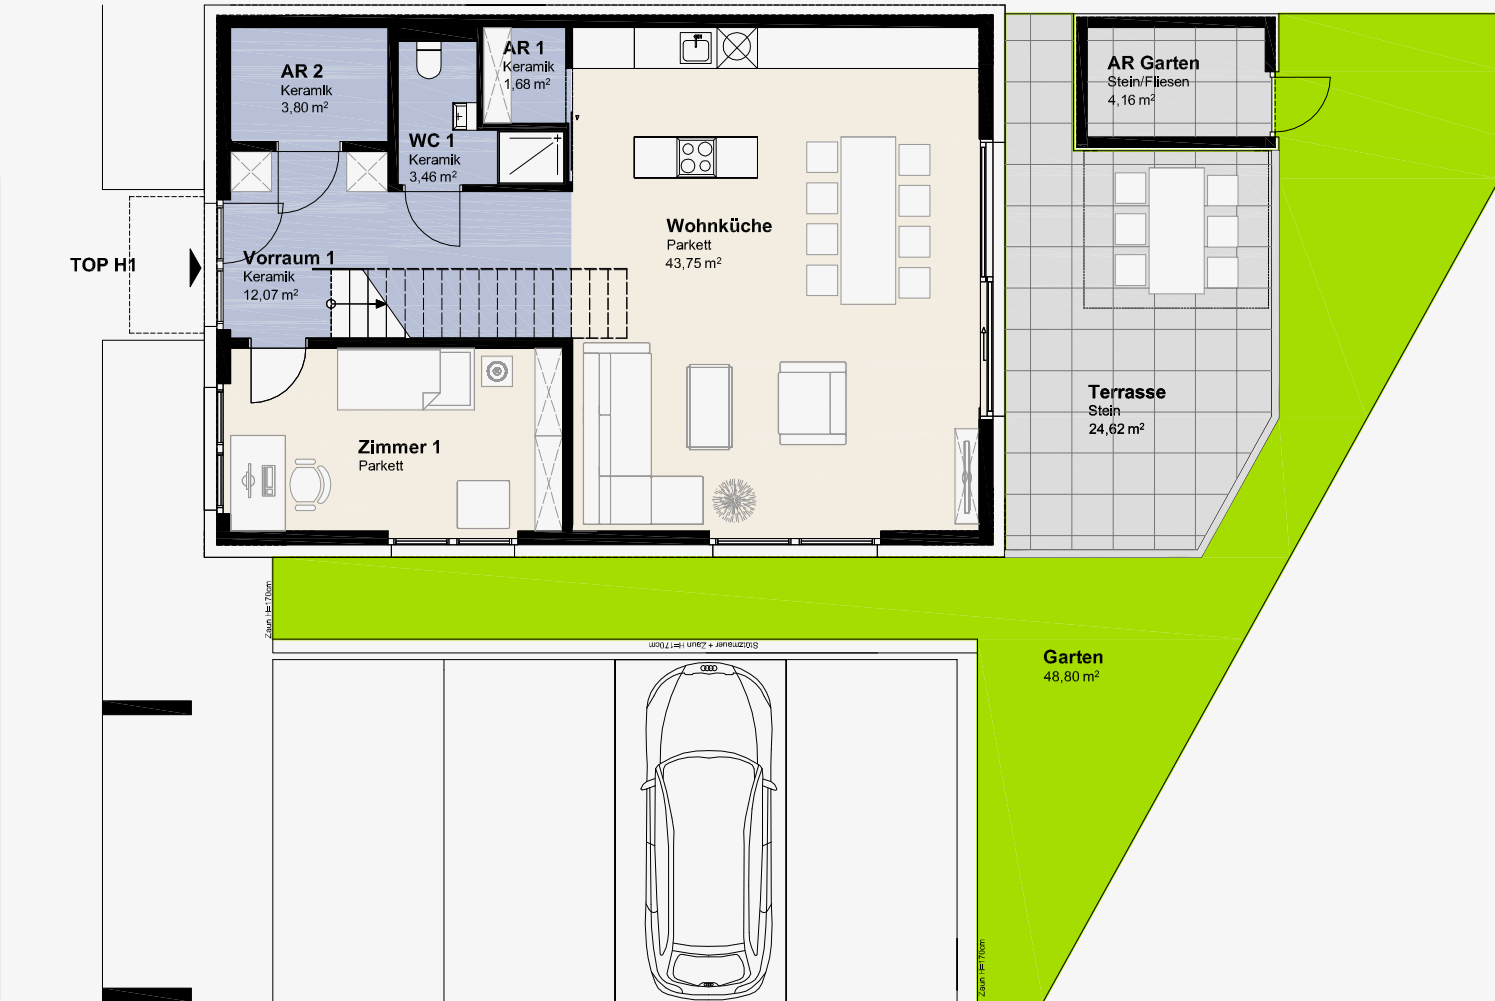 AR 2
Keramik
3,80 m²
WC 1
Keramik
3,46 m²
AR 1
Keramik
1,68 m²
AR Garten
Stein/Fliesen
4,16 m²
TOP H1
Vorraum 1
Keramik
12,07 m²
Wohnküche
Parkett
43,75 m²
Zimmer 1
Parkett
Terrasse
Stein
24,62 m²
Zaun H=170cm
Stützmauer + Zaun H=170cm
Garten
48,80 m²
Zaun H=170cm